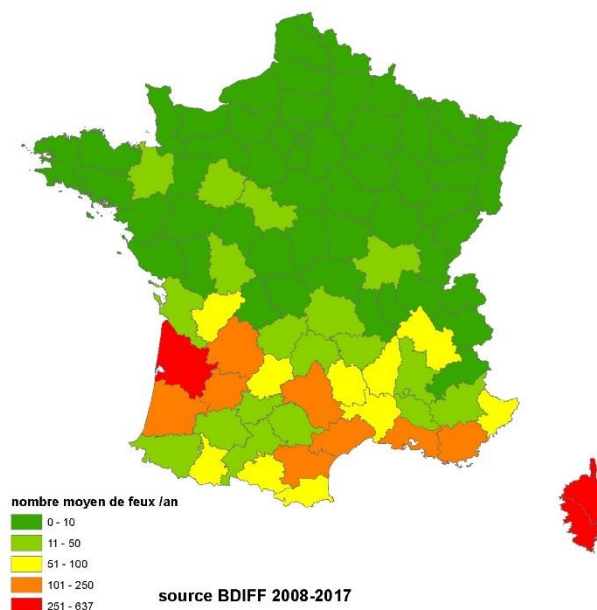 nombre moyen de feux /an
0 - 10
11 - 50
51 - 100
101 - 250
251 - 637
source BDIFF 2008-2017